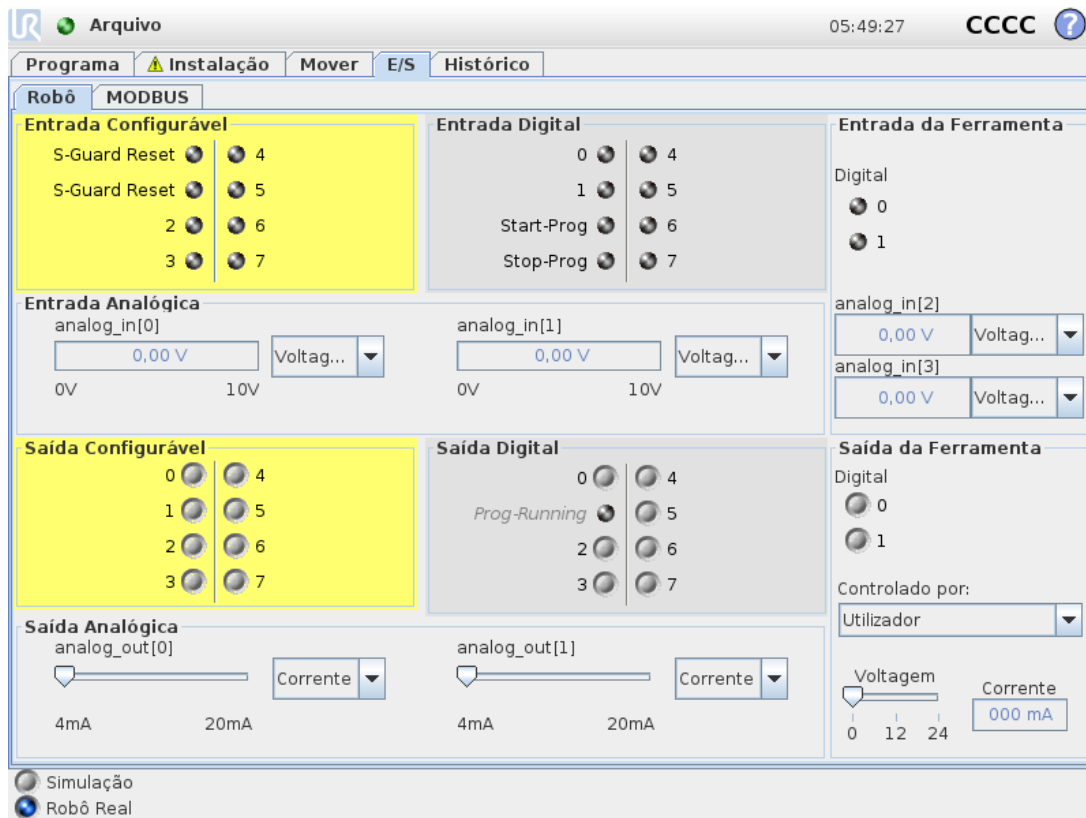 UR Arquivo 05:49:27 CCCC ?
Programa Instalação Mover E/S Histórico
Robô MODBUS
Entrada Configurável
S-Guard Reset 4
S-Guard Reset 5
2 6
3 7
Entrada Digital
0 4
1 5
Start-Prog 6
Stop-Prog 7
Entrada da Ferramenta
Digital
0
1
analog_in[2]
0,00 V Voltag...
analog_in[3]
0,00 V Voltag...
Entrada Analógica
analog_in[0]
0,00 V Voltag...
0V 10V
analog_in[1]
0,00 V Voltag...
0V 10V
Saída Configurável
0 4
1 5
2 6
3 7
Saída Digital
0 4
Prog-Running 5
2 6
3 7
Saída da Ferramenta
Digital
0
1
Controlado por:
Utilizador
Voltagem
0 12 24
Corrente
000 mA
Saída Analógica
analog_out[0]
Corrente
4mA 20mA
analog_out[1]
Corrente
4mA 20mA
Simulação
Robô Real